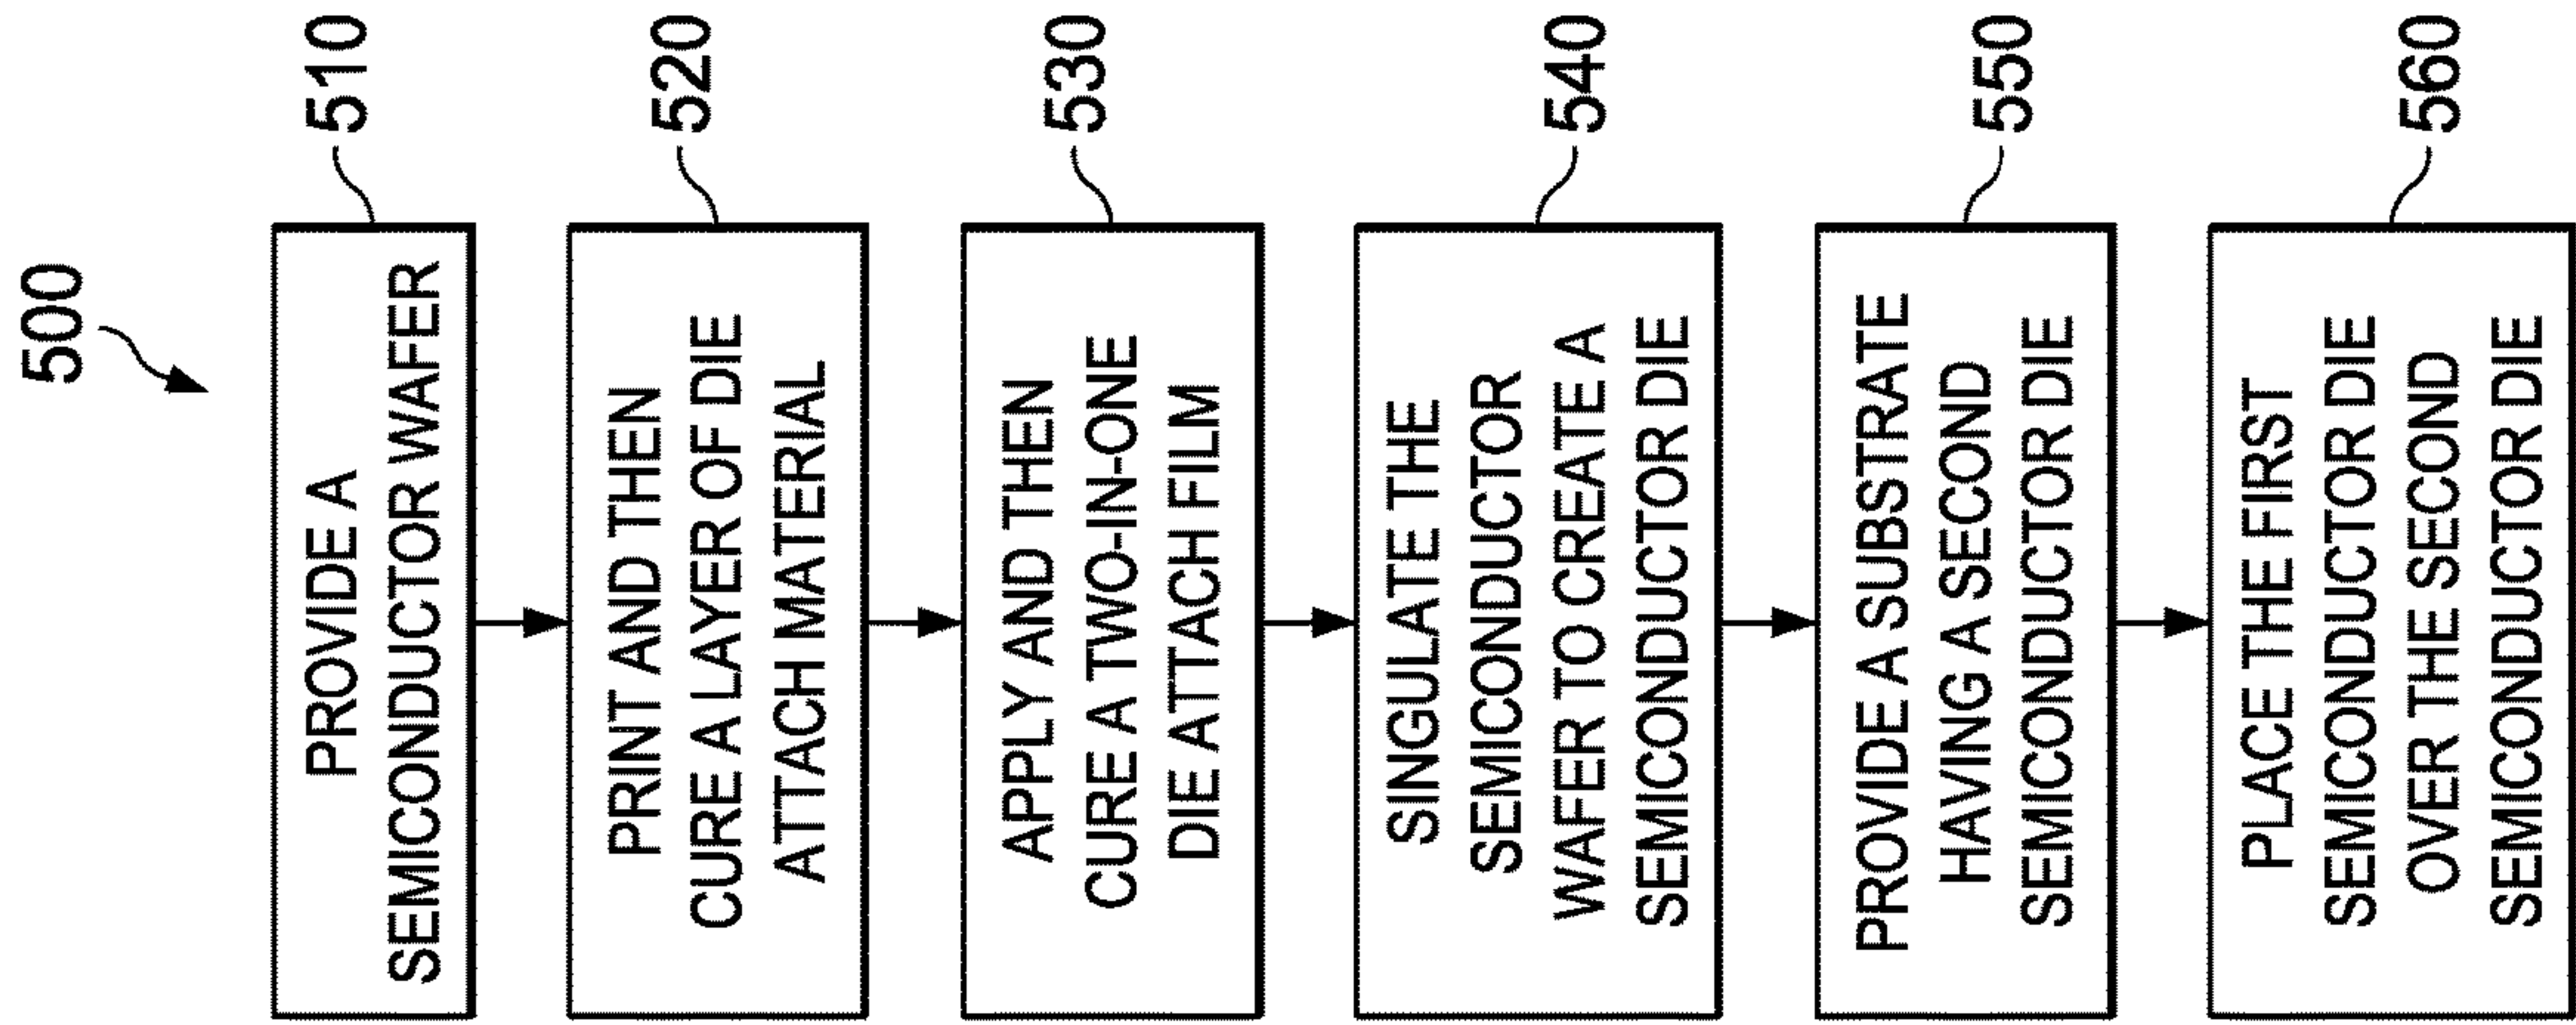 500
510
PROVIDE A
SEMICONDUCTOR WAFER
520
PRINT AND THEN
CURE A LAYER OF DIE
ATTACH MATERIAL
530
APPLY AND THEN
CURE A TWO-IN-ONE
DIE ATTACH FILM
540
SINGULATE THE
SEMICONDUCTOR
WAFER TO CREATE A
SEMICONDUCTOR DIE
550
PROVIDE A SUBSTRATE
HAVING A SECOND
SEMICONDUCTOR DIE
560
PLACE THE FIRST
SEMICONDUCTOR DIE
OVER THE SECOND
SEMICONDUCTOR DIE